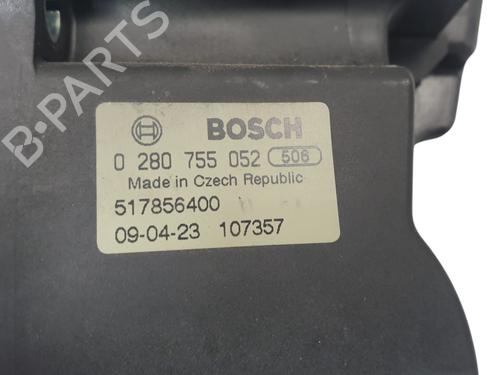 B-PARTS
BOSCH
0 280 755 052 506
Made in Czech Republic
517856400
09-04-23 107357